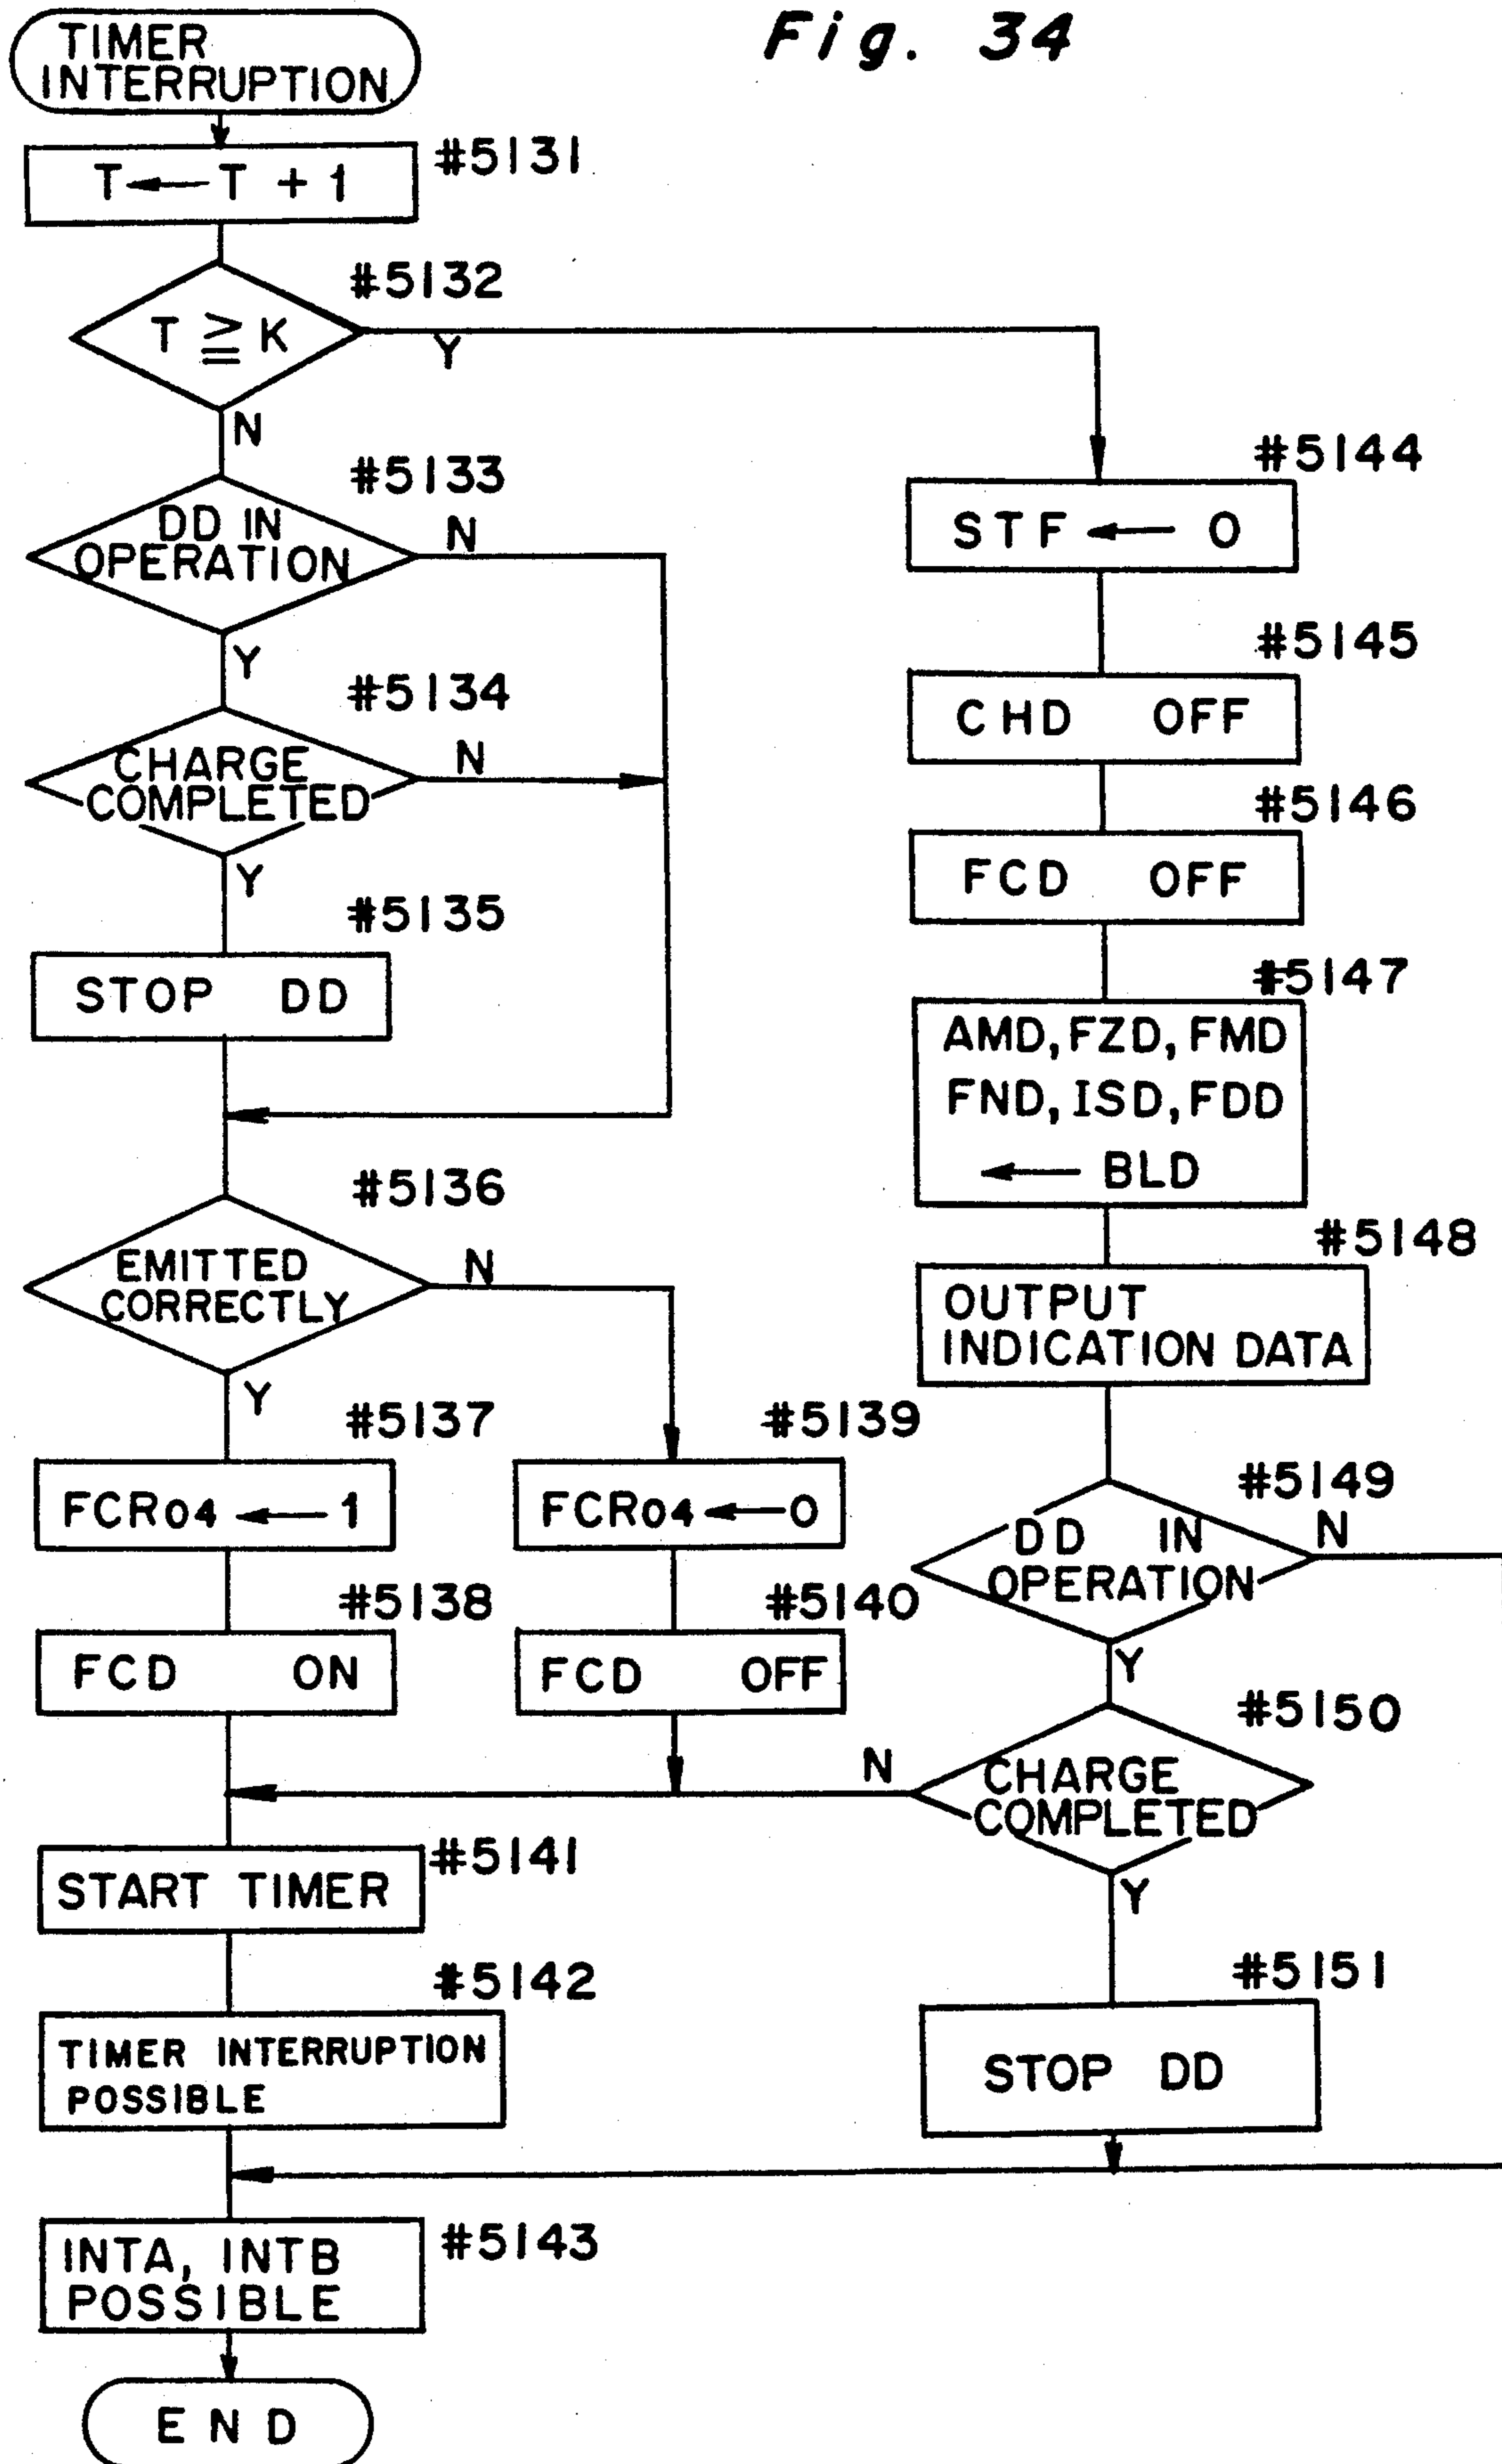 Fig. 34
TIMER
INTERRUPTION
T ← T + 1
#5131
#5132
T ≧ K
Y
N
#5133
DD IN
OPERATION
N
Y
#5134
CHARGE
COMPLETED
N
Y
#5135
STOP DD
#5136
EMITTED
CORRECTLY
N
Y
#5137
FCR04 ← 1
#5138
FCD ON
#5139
FCR04 ← 0
#5140
FCD OFF
#5141
START TIMER
#5142
TIMER INTERRUPTION
POSSIBLE
#5143
INTA, INTB
POSSIBLE
END
#5144
STF ← 0
#5145
CHD OFF
#5146
FCD OFF
#5147
AMD, FZD, FMD
FND, ISD, FDD
← BLD
#5148
OUTPUT
INDICATION DATA
#5149
DD IN
OPERATION
N
Y
#5150
CHARGE
COMPLETED
N
Y
#5151
STOP DD